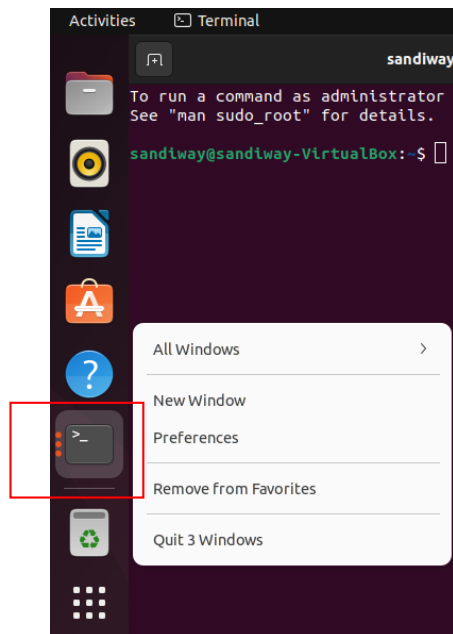 Activities Terminal
sandiway
To run a command as administrator
See "man sudo_root" for details.
sandiway@sandiway-VirtualBox:~$
All Windows
?
New Window
>_
Preferences
Remove from Favorites
Quit 3 Windows